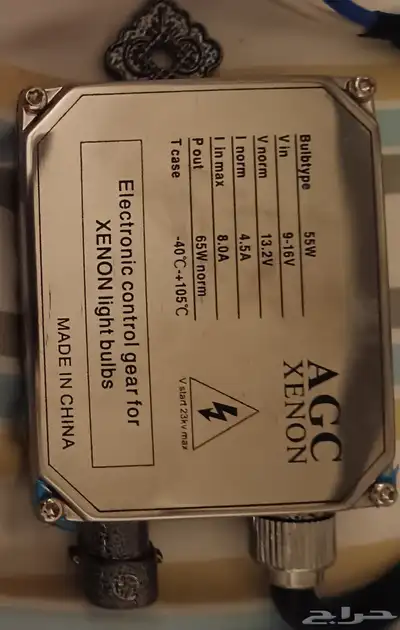 AGC
XENON
Bulbtype 55W
V in 9-16V
V norm 13.2V
I norm 4.5A
I in max 8.0A
P out 65W norm
T case -40℃-+105℃
V start 23kv max
Electronic control gear for
XENON light bulbs
MADE IN CHINA
حراج